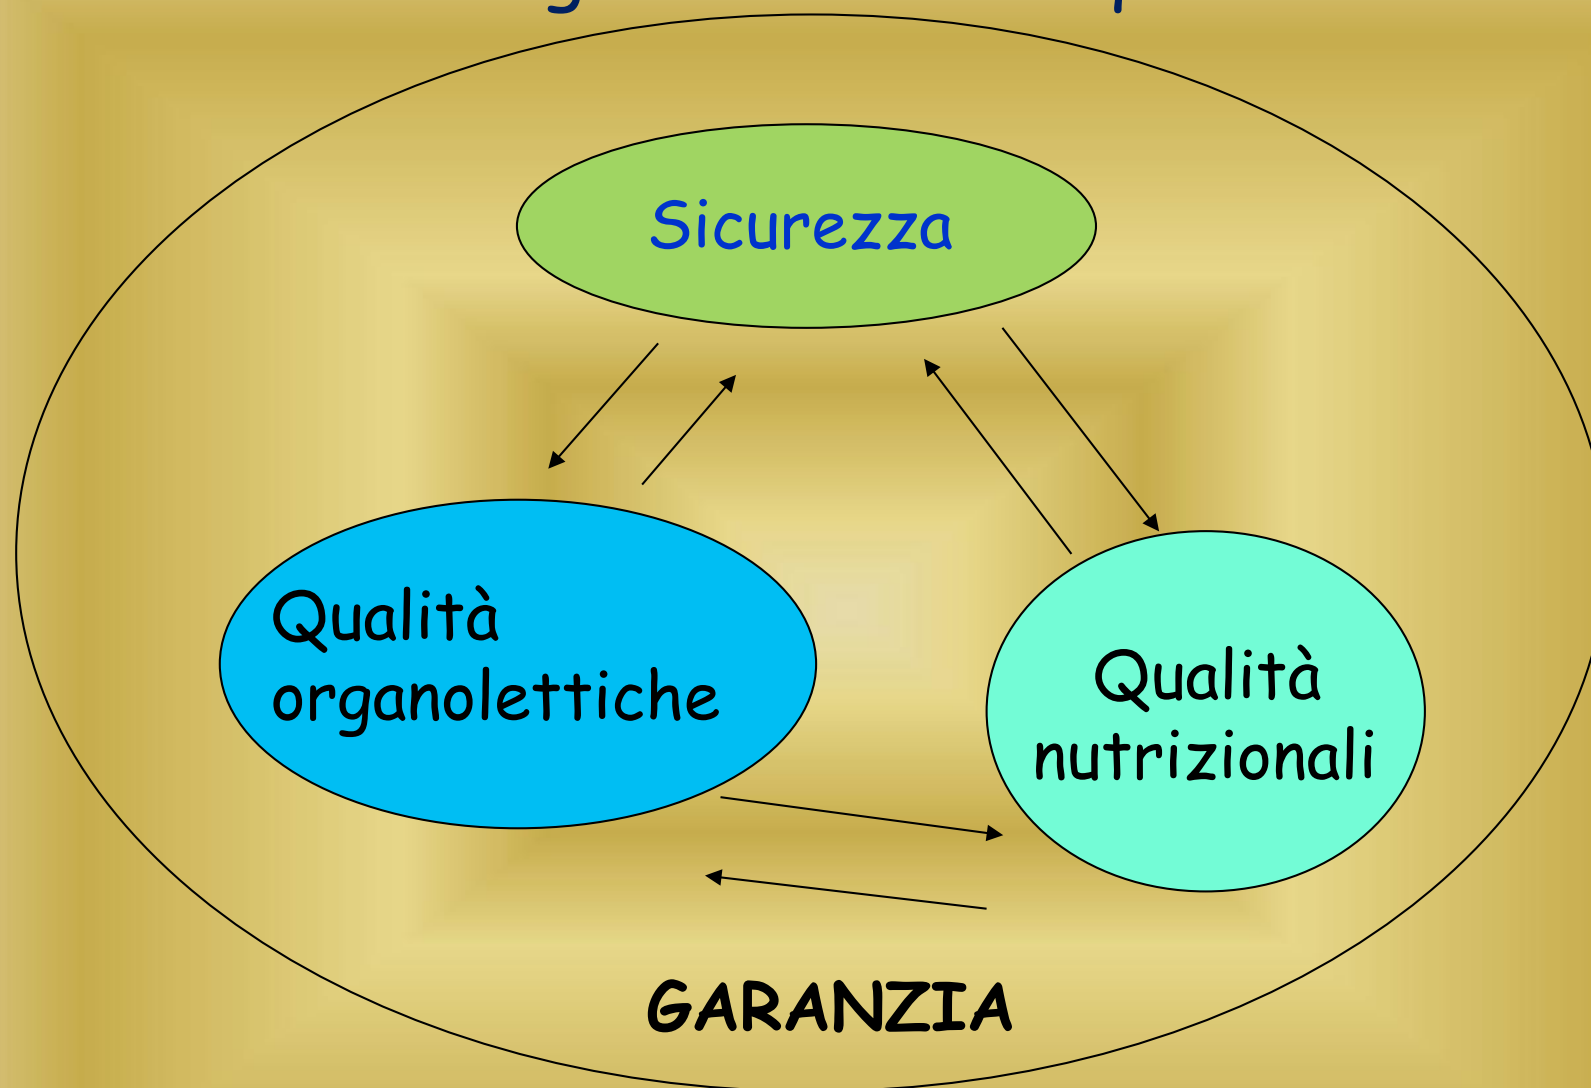 Sicurezza
Qualità
organolettiche
Qualità
nutrizionali
GARANZIA